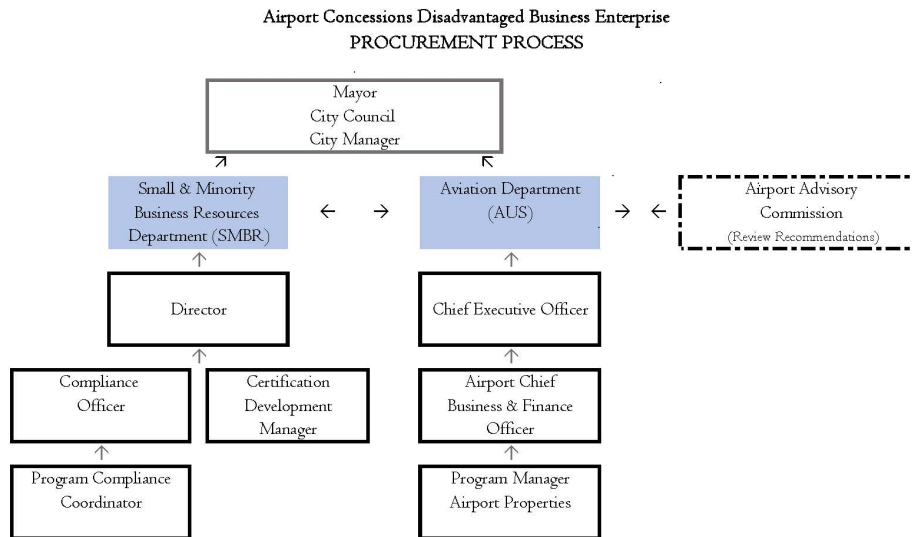 Airport Concessions Disadvantaged Business Enterprise
PROCUREMENT PROCESS
Mayor
City Council
City Manager
Small & Minority
Business Resources
Department (SMBR)
Aviation Department
(AUS)
Airport Advisory
Commission
(Review Recommendations)
Director
Chief Executive Officer
Compliance
Officer
Certification
Development
Manager
Airport Chief
Business & Finance
Officer
Program Compliance
Coordinator
Program Manager
Airport Properties